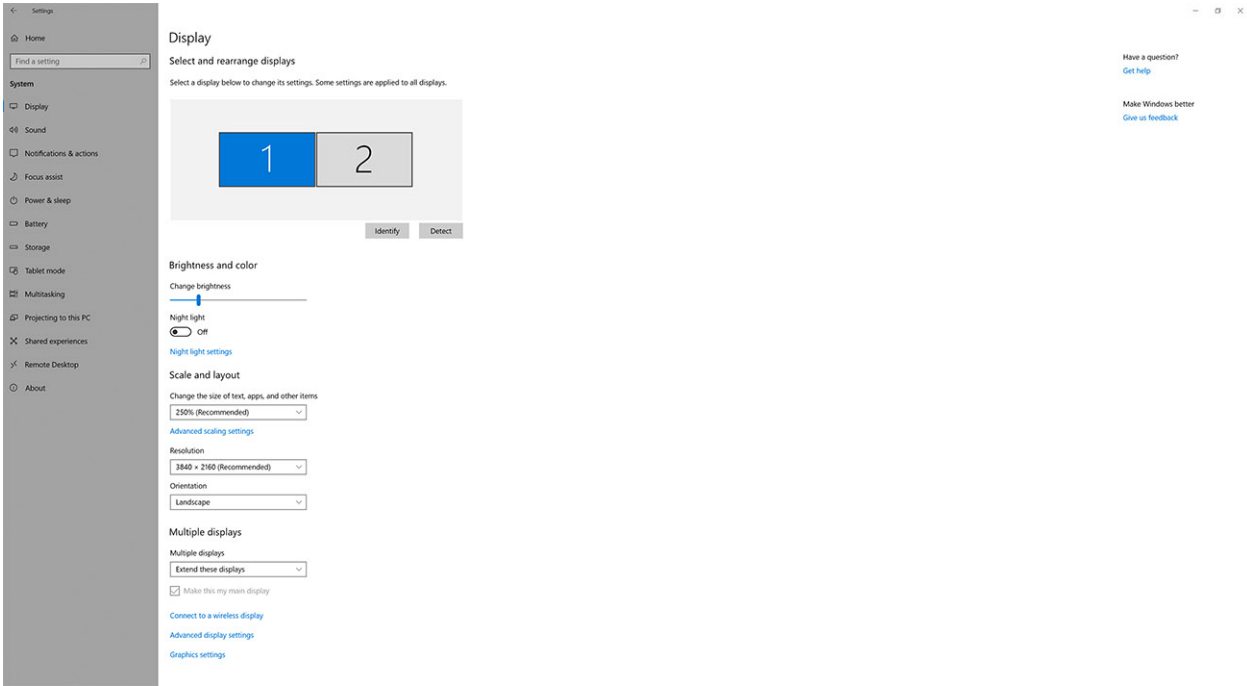 Settings
Home
Find a setting
System
Display
Sound
Notifications & actions
Focus assist
Power & sleep
Battery
Storage
Tablet mode
Multitasking
Projecting to this PC
Shared experiences
Remote Desktop
About
Display
Select and rearrange displays
Select a display below to change its settings. Some settings are applied to all displays.
1 2
Identify Detect
Brightness and color
Change brightness
Night light
Off
Night light settings
Scale and layout
Change the size of text, apps, and other items
250% (Recommended)
Advanced scaling settings
Resolution
3840 × 2160 (Recommended)
Orientation
Landscape
Multiple displays
Multiple displays
Extend these displays
Make this my main display
Connect to a wireless display
Advanced display settings
Graphics settings
Have a question?
Get help
Make Windows better
Give us feedback